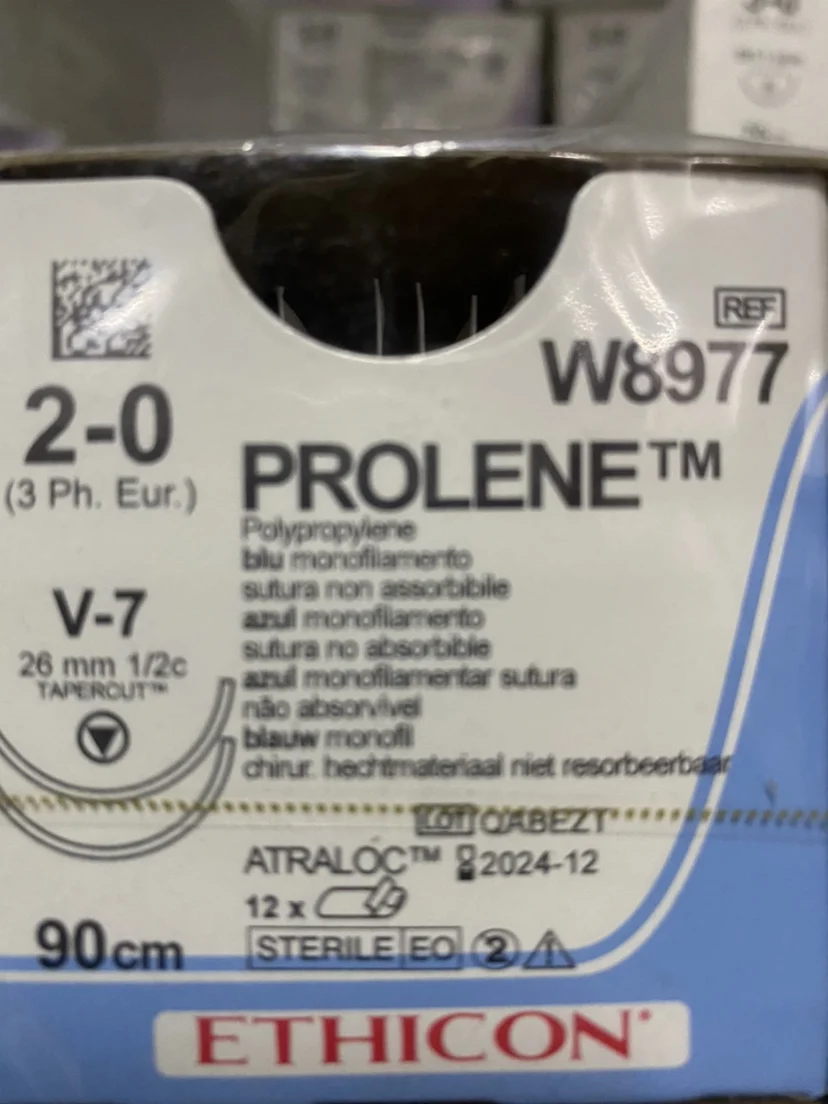 REF
W8977
2-0
(3 Ph. Eur.)
PROLENE™
Polypropylene
blu monofilamento
sutura non assorbibile
azul monofilamento
sutura no absorbible
azul monofilamentar sutura
não absorvível
blauw monofil
chirur. hechtmateriaal niet resorbeerbaar
V-7
26 mm 1/2c
TAPERCUT™
LOT QABEZT
ATRALOC™ 2024-12
12 x
90cm
STERILE EO 2
ETHICON